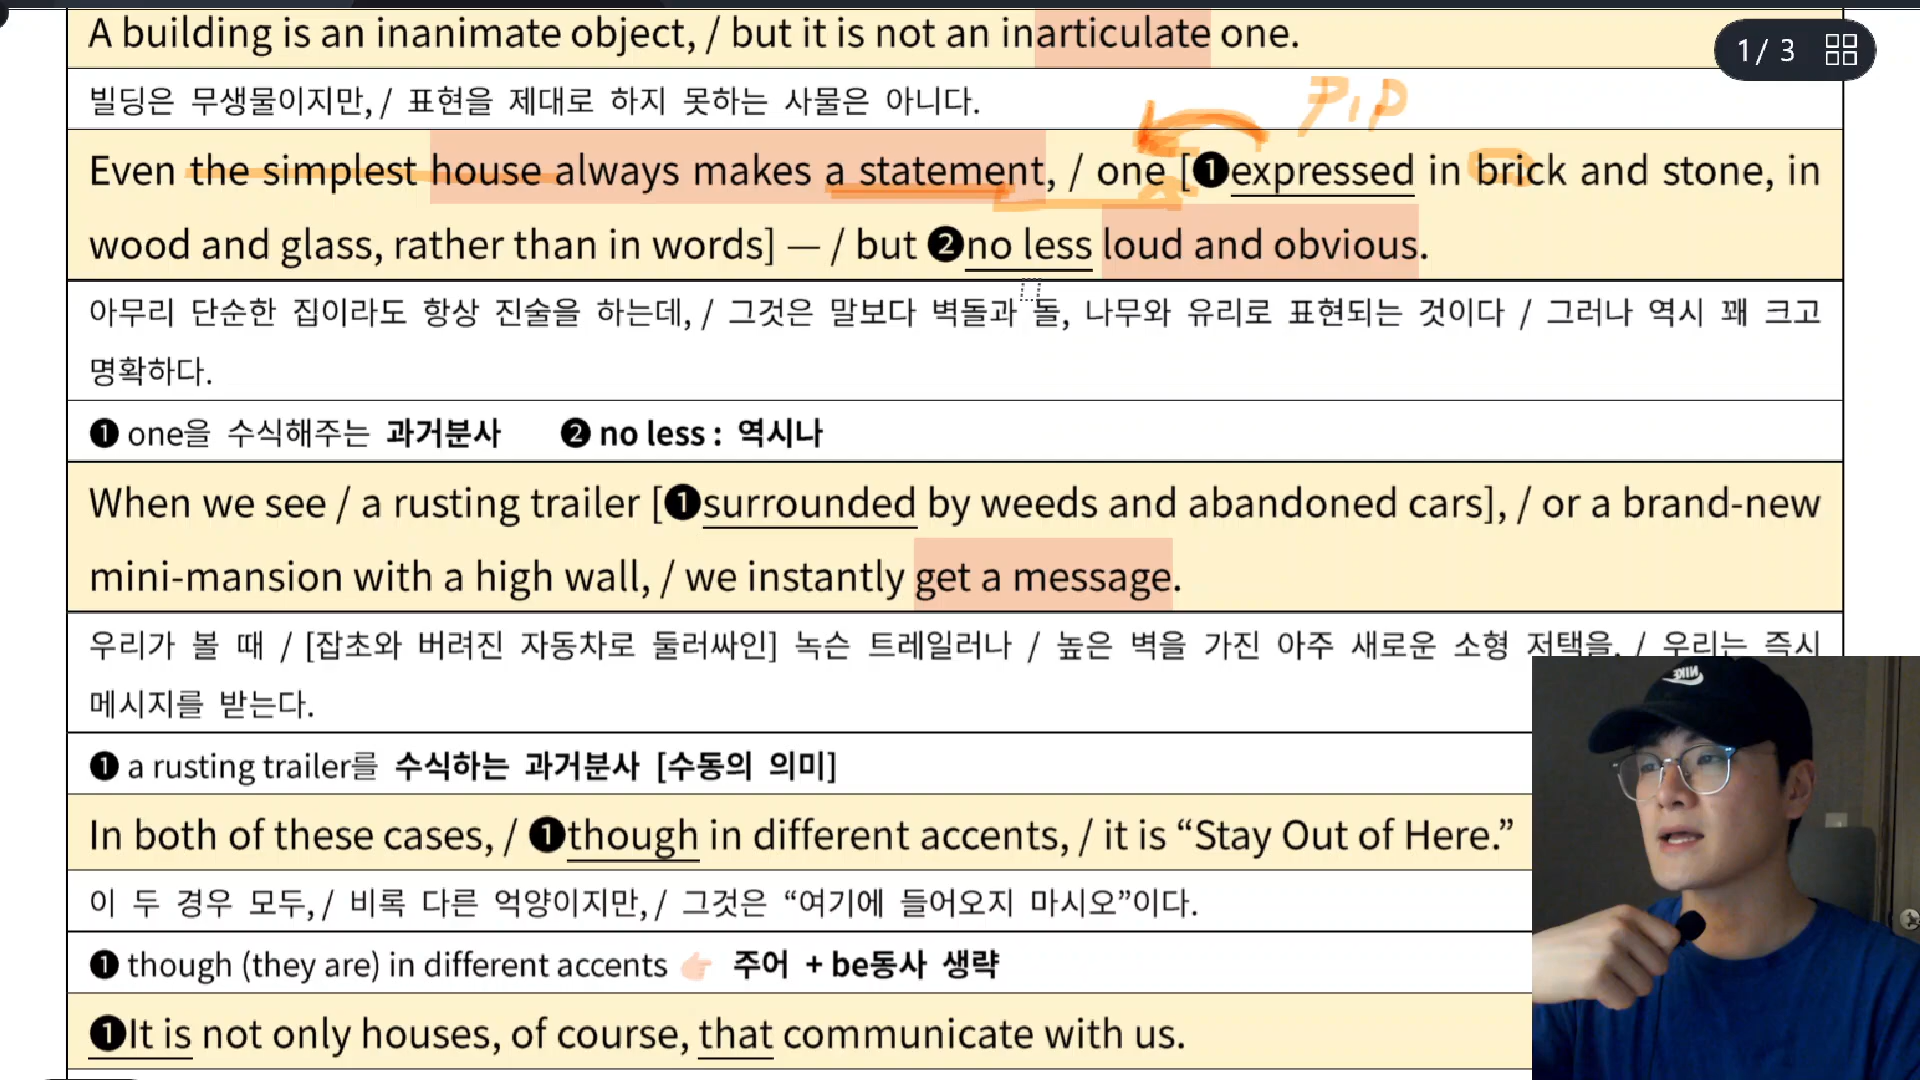 A building is an inanimate object, / but it is not an inarticulate one.
1 / 3
빌딩은 무생물이지만, / 표현을 제대로 하지 못하는 사물은 아니다.
P.P
Even the simplest house always makes a statement, / one [❶expressed in brick and stone, in
wood and glass, rather than in words] — / but ❷no less loud and obvious.
아무리 단순한 집이라도 항상 진술을 하는데, / 그것은 말보다 벽돌과 돌, 나무와 유리로 표현되는 것이다 / 그러나 역시 꽤 크고
명확하다.
❶ one을 수식해주는 과거분사 ❷ no less : 역시나
When we see / a rusting trailer [❶surrounded by weeds and abandoned cars], / or a brand-new
mini-mansion with a high wall, / we instantly get a message.
우리가 볼 때 / [잡초와 버려진 자동차로 둘러싸인] 녹슨 트레일러나 / 높은 벽을 가진 아주 새로운 소형 저택을, / 우리는 즉시
메시지를 받는다.
❶ a rusting trailer를 수식하는 과거분사 [수동의 의미]
In both of these cases, / ❶though in different accents, / it is “Stay Out of Here.”
이 두 경우 모두, / 비록 다른 억양이지만, / 그것은 “여기에 들어오지 마시오”이다.
❶ though (they are) in different accents 👉 주어 + be동사 생략
❶It is not only houses, of course, that communicate with us.
NIKE